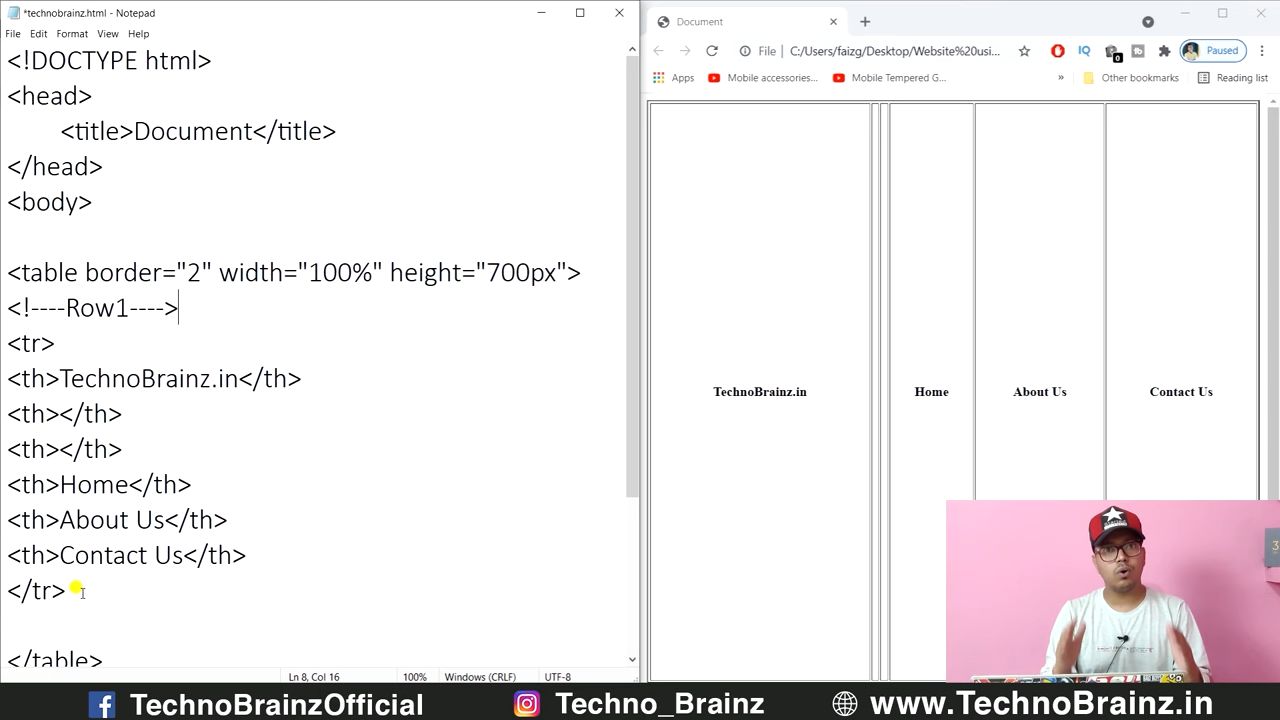 *technobrainz.html - Notepad
File Edit Format View Help
<!DOCTYPE html>
<head>
<title>Document</title>
</head>
<body>
<table border="2" width="100%" height="700px">
<!----Row1---->
<tr>
<th>TechnoBrainz.in</th>
<th></th>
<th></th>
<th>Home</th>
<th>About Us</th>
<th>Contact Us</th>
</tr>
</table>
Ln 8, Col 16 100% Windows (CRLF) UTF-8
Document
File C:/Users/faizg/Desktop/Website%20usi... IQ 0 Paused
Apps Mobile accessories... Mobile Tempered G... » Other bookmarks Reading list
TechnoBrainz.in Home About Us Contact Us
TechnoBrainzOfficial Techno_Brainz www.TechnoBrainz.in